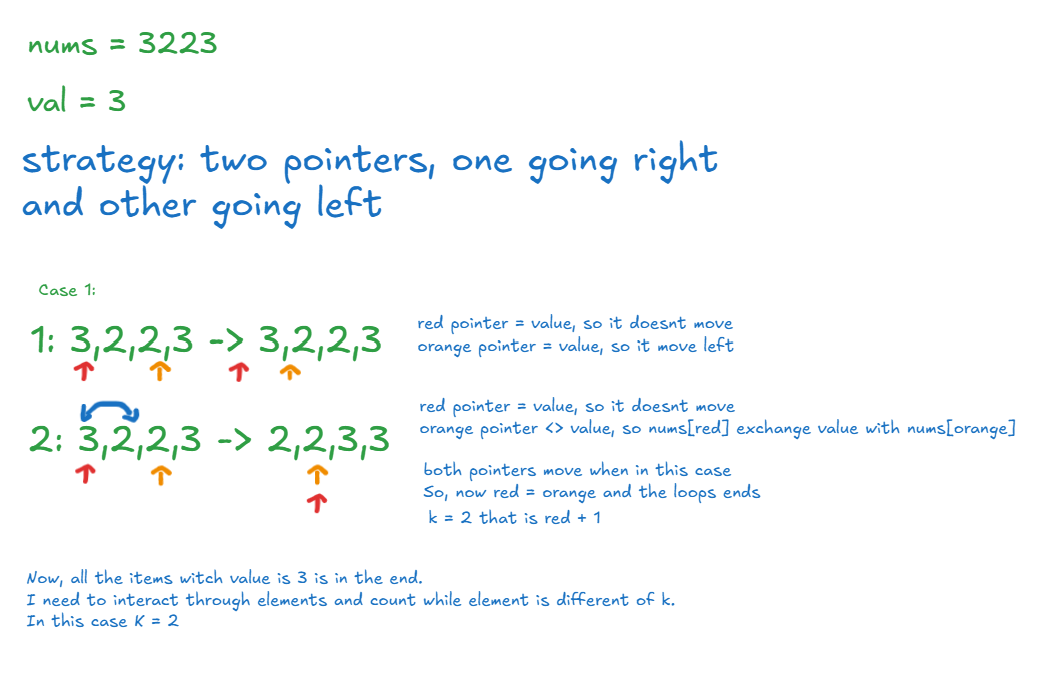 nums = 3223
val = 3
strategy: two pointers, one going right
and other going left
Case 1:
1: 3,2,2,3 -> 3,2,2,3
red pointer = value, so it doesnt move
orange pointer = value, so it move left
2: 3,2,2,3 -> 2,2,3,3
red pointer = value, so it doesnt move
orange pointer <> value, so nums[red] exchange value with nums[orange]
both pointers move when in this case
So, now red = orange and the loops ends
k = 2 that is red + 1
Now, all the items witch value is 3 is in the end.
I need to interact through elements and count while element is different of k.
In this case K = 2